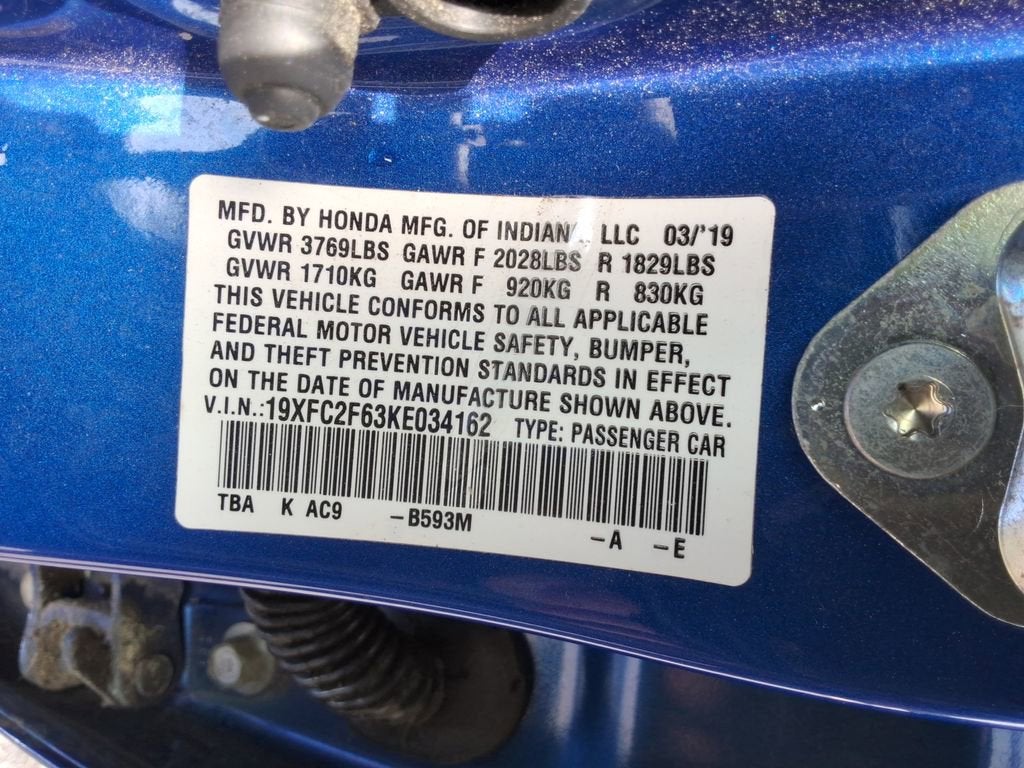 MFD. BY HONDA MFG. OF INDIANA, LLC 03/'19
GVWR 3769LBS GAWR F 2028LBS R 1829LBS
GVWR 1710KG GAWR F 920KG R 830KG
THIS VEHICLE CONFORMS TO ALL APPLICABLE
FEDERAL MOTOR VEHICLE SAFETY, BUMPER,
AND THEFT PREVENTION STANDARDS IN EFFECT
ON THE DATE OF MANUFACTURE SHOWN ABOVE.
V.I.N.:19XFC2F63KE034162 TYPE: PASSENGER CAR
TBA K AC9 –B593M –A –E